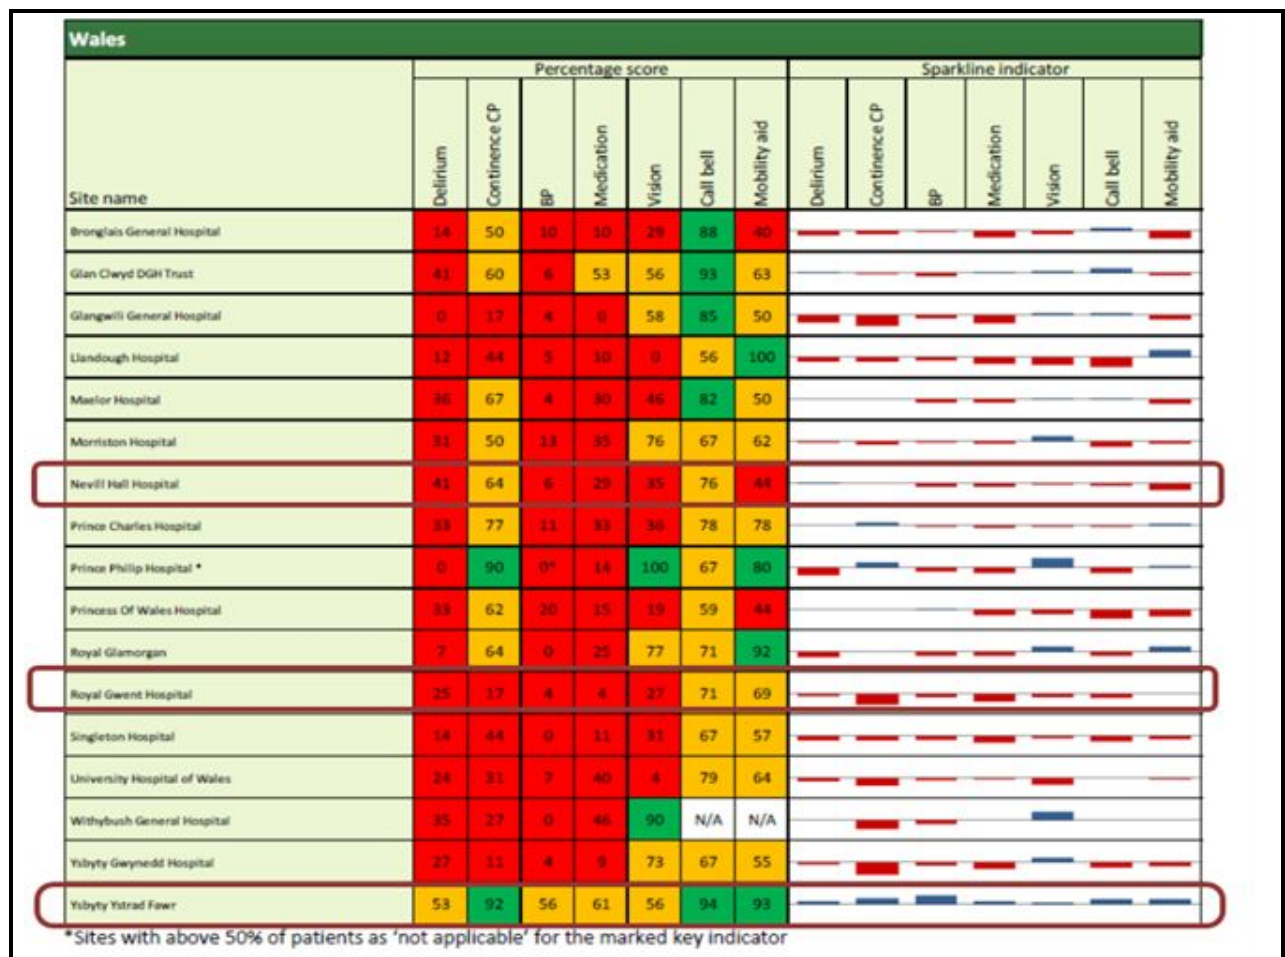 Wales
Percentage score Sparkline indicator
Site name Delirium Continence CP BP Medication Vision Call bell Mobility aid Delirium Continence CP BP Medication Vision Call bell Mobility aid
Bronglais General Hospital 14 50 10 10 29 88 40
Glan Clwyd DGH Trust 41 60 6 53 56 93 63
Glangwili General Hospital 0 17 4 0 58 85 50
Llandough Hospital 12 44 5 10 0 56 100
Maelor Hospital 36 67 4 30 46 82 50
Morriston Hospital 31 50 13 35 76 67 62
Nevill Hall Hospital 41 64 6 29 35 76 44
Prince Charles Hospital 33 77 11 33 36 78 78
Prince Philip Hospital * 0 90 0* 14 100 67 80
Princess Of Wales Hospital 33 62 20 15 19 59 44
Royal Glamorgan 7 64 0 25 77 71 92
Royal Gwent Hospital 25 17 4 4 27 71 69
Singleton Hospital 14 44 0 11 31 67 57
University Hospital of Wales 24 31 7 40 4 79 64
Withybush General Hospital 35 27 0 46 90 N/A N/A
Ysbyty Gwynedd Hospital 27 11 4 9 73 67 55
Ysbyty Ystrad Fawr 53 92 56 61 56 94 93
*Sites with above 50% of patients as 'not applicable' for the marked key indicator